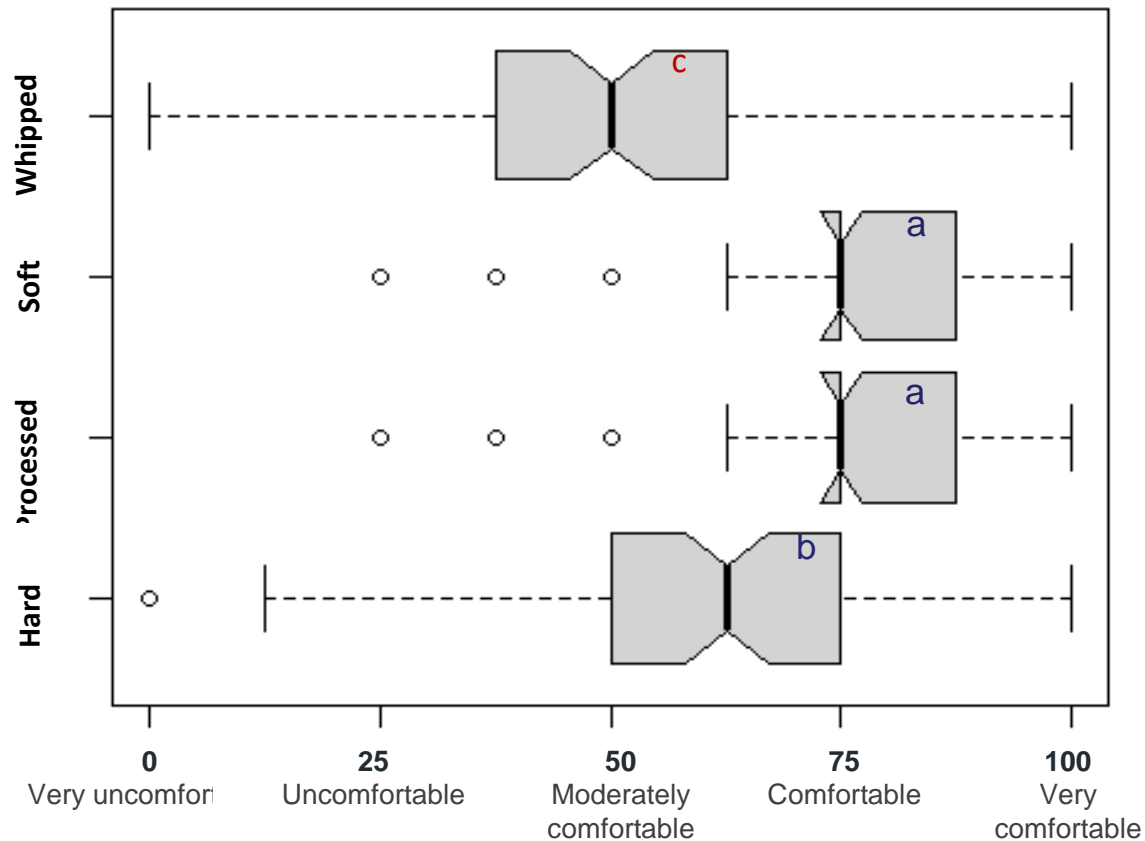 Whipped
c
Soft
a
Processed
a
Hard
b
0 25 50 75 100
Very uncomfort Uncomfortable Moderately comfortable Comfortable Very comfortable